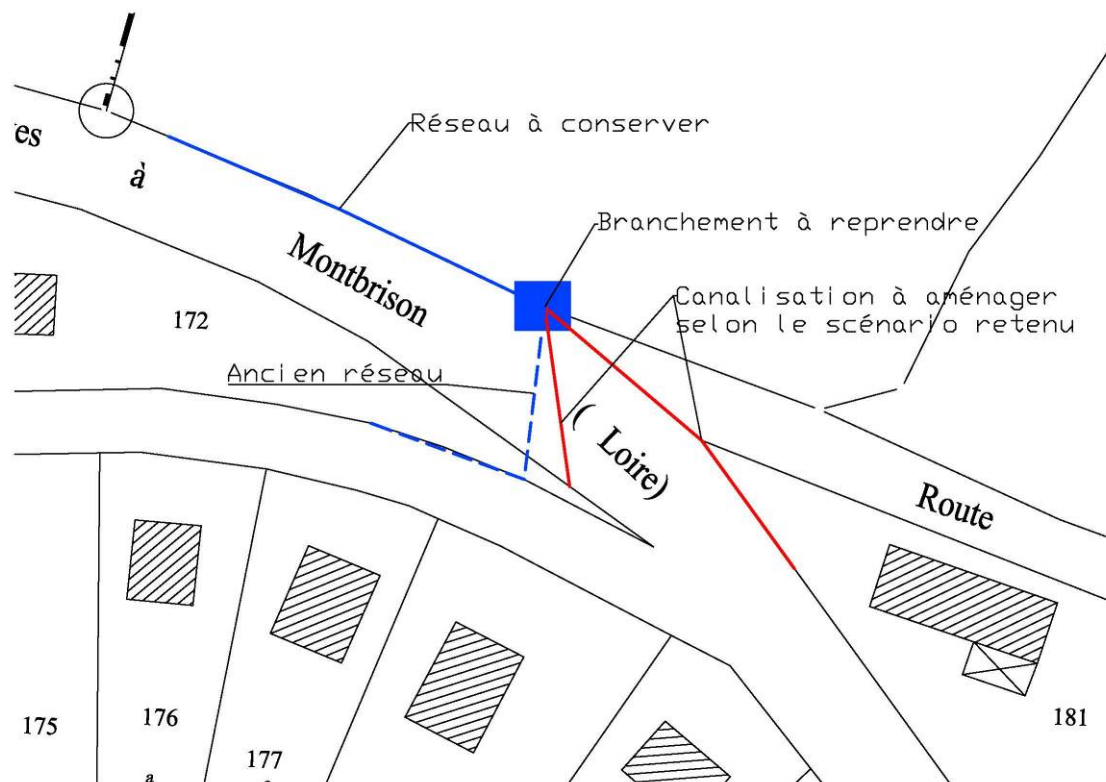 Réseau à conserver
es
à
Branchement à reprendre
Montbrison
Canalisation à aménager
selon le scénario retenu
172
Ancien réseau
( Loire)
Route
175
176
177
181
a